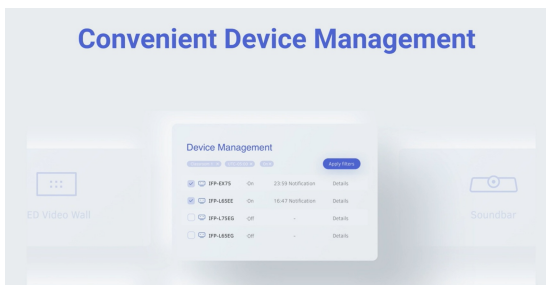 Convenient Device Management
Device Management
Apply filters
IFP-EX75 On 23:59 Notification Details
IFP-L65EE On 16:47 Notification Details
IFP-L75EG Off - Details
IFP-L65EG Off - Details
ED Video Wall
Soundbar